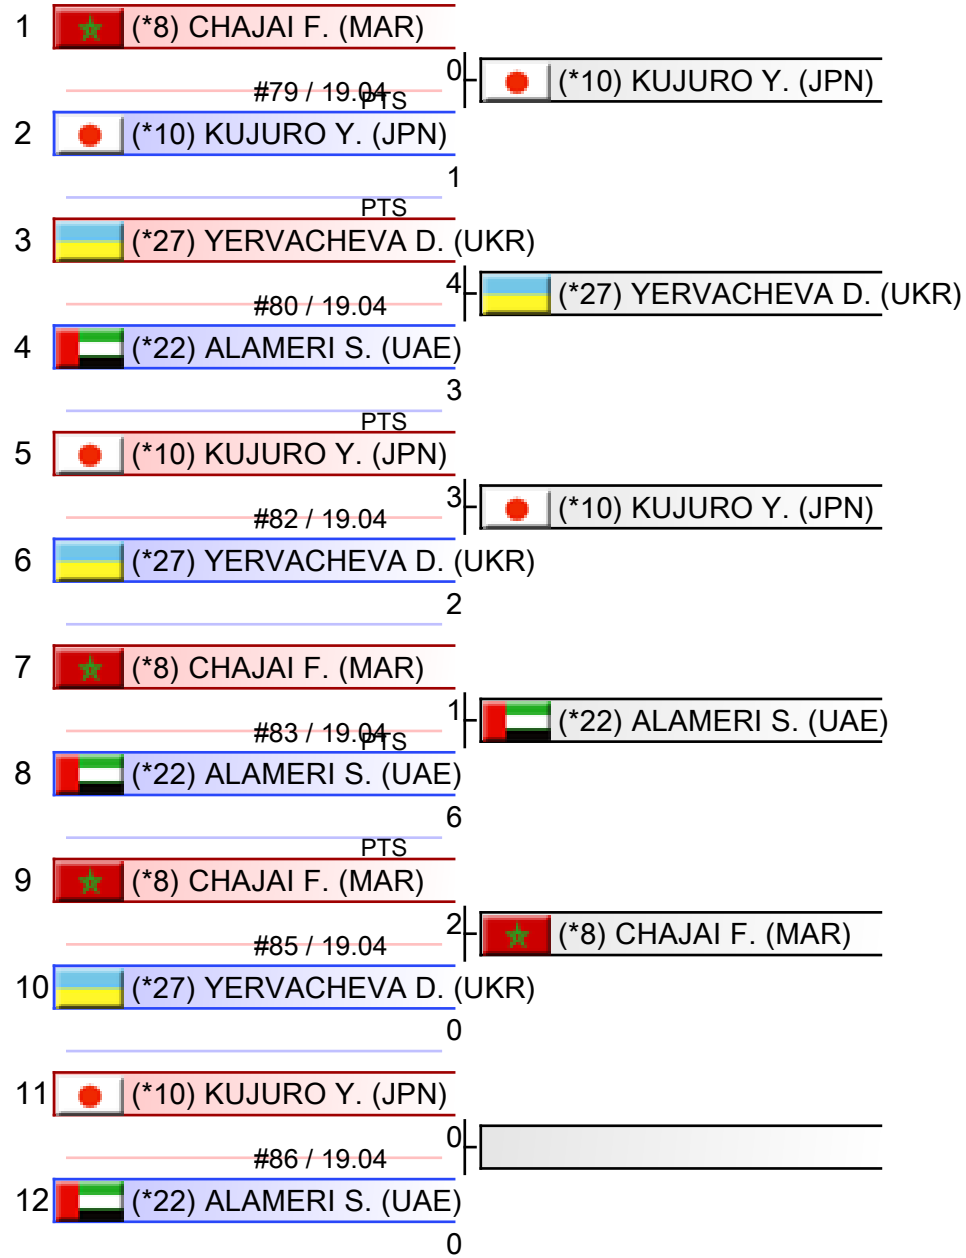 1 (*8) CHAJAI F. (MAR)
0 (*10) KUJURO Y. (JPN)
#79 / 19.04
PTS
2 (*10) KUJURO Y. (JPN)
1
PTS
3 (*27) YERVACHEVA D. (UKR)
4 (*27) YERVACHEVA D. (UKR)
#80 / 19.04
4 (*22) ALAMERI S. (UAE)
3
PTS
5 (*10) KUJURO Y. (JPN)
3 (*10) KUJURO Y. (JPN)
#82 / 19.04
6 (*27) YERVACHEVA D. (UKR)
2
7 (*8) CHAJAI F. (MAR)
1 (*22) ALAMERI S. (UAE)
#83 / 19.04
PTS
8 (*22) ALAMERI S. (UAE)
6
PTS
9 (*8) CHAJAI F. (MAR)
2 (*8) CHAJAI F. (MAR)
#85 / 19.04
10 (*27) YERVACHEVA D. (UKR)
0
11 (*10) KUJURO Y. (JPN)
0
#86 / 19.04
12 (*22) ALAMERI S. (UAE)
0